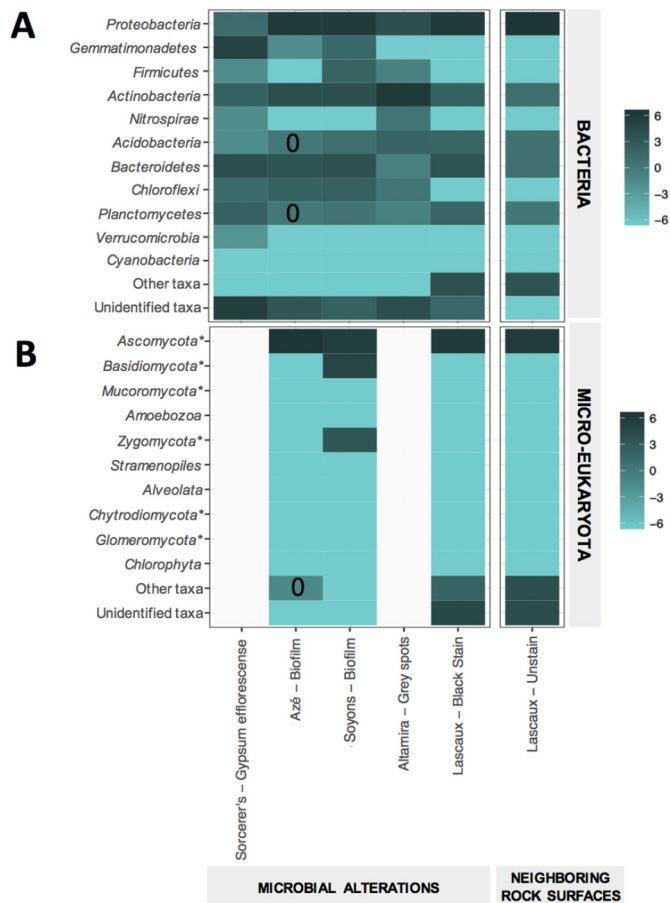 A
Proteobacteria
Gemmatimonadetes
Firmicutes
Actinobacteria
Nitrospirae
Acidobacteria
0
Bacteroidetes
Chloroflexi
Planctomycetes
0
Verrucomicrobia
Cyanobacteria
Other taxa
Unidentified taxa
BACTERIA
6
3
0
−3
−6
B
Ascomycota*
Basidiomycota*
Mucoromycota*
Amoebozoa
Zygomycota*
Stramenopiles
Alveolata
Chytrodiomycota*
Glomeromycota*
Chlorophyta
Other taxa
0
Unidentified taxa
MICRO-EUKARYOTA
6
3
0
−3
−6
Sorcerer's – Gypsum efflorescense
Azé – Biofilm
Soyons – Biofilm
Altamira – Grey spots
Lascaux – Black Stain
Lascaux – Unstain
MICROBIAL ALTERATIONS
NEIGHBORING
ROCK SURFACES